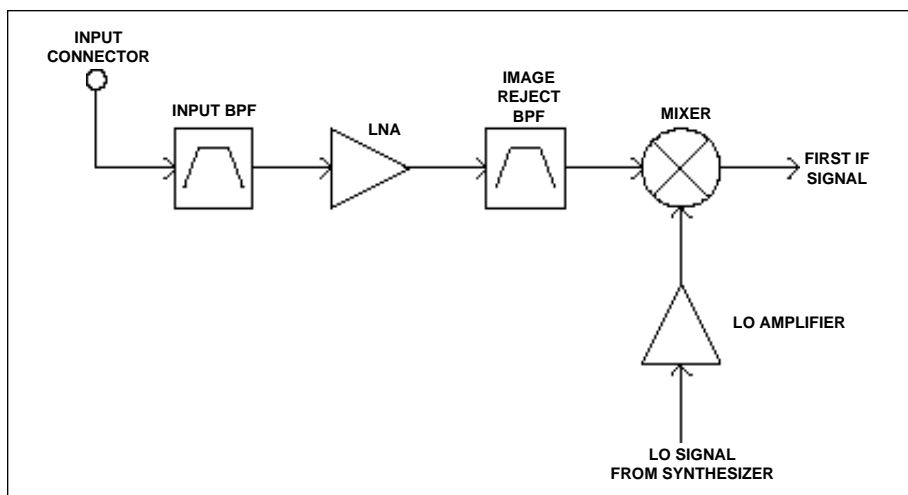 INPUT
CONNECTOR
INPUT BPF
LNA
IMAGE
REJECT
BPF
MIXER
FIRST IF
SIGNAL
LO AMPLIFIER
LO SIGNAL
FROM SYNTHESIZER